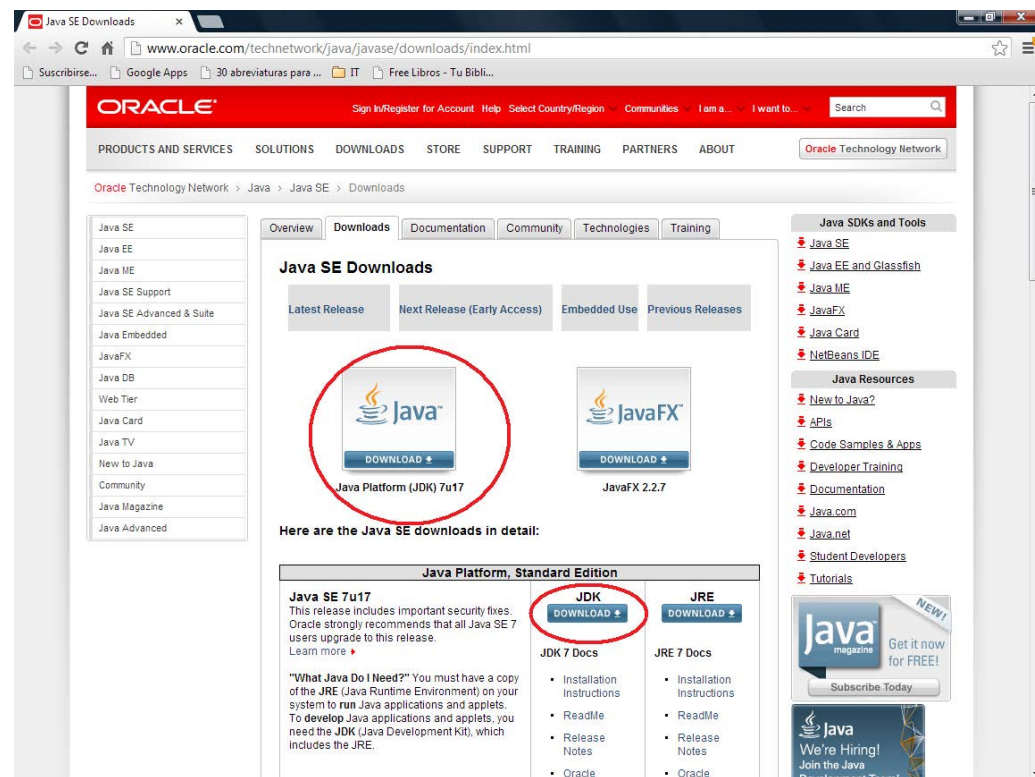 Java SE Downloads
www.oracle.com/technetwork/java/javase/downloads/index.html
Suscribirse... Google Apps 30 abreviaturas para ... IT Free Libros - Tu Bibli...
ORACLE
Sign In/Register for Account Help Select Country/Region Communities I am a... I want to... Search
PRODUCTS AND SERVICES SOLUTIONS DOWNLOADS STORE SUPPORT TRAINING PARTNERS ABOUT Oracle Technology Network
Oracle Technology Network > Java > Java SE > Downloads
Java SE
Java EE
Java ME
Java SE Support
Java SE Advanced & Suite
Java Embedded
JavaFX
Java DB
Web Tier
Java Card
Java TV
New to Java
Community
Java Magazine
Java Advanced
Overview Downloads Documentation Community Technologies Training
Java SE Downloads
Latest Release Next Release (Early Access) Embedded Use Previous Releases
Java
DOWNLOAD
Java Platform (JDK) 7u17
JavaFX
DOWNLOAD
JavaFX 2.2.7
Here are the Java SE downloads in detail:
Java Platform, Standard Edition
Java SE 7u17
This release includes important security fixes.
Oracle strongly recommends that all Java SE 7
users upgrade to this release.
Learn more
"What Java Do I Need?" You must have a copy
of the JRE (Java Runtime Environment) on your
system to run Java applications and applets.
To develop Java applications and applets, you
need the JDK (Java Development Kit), which
includes the JRE.
JDK
DOWNLOAD
JDK 7 Docs
Installation
Instructions
ReadMe
Release
Notes
Oracle
JRE
DOWNLOAD
JRE 7 Docs
Installation
Instructions
ReadMe
Release
Notes
Oracle
Java SDKs and Tools
Java SE
Java EE and Glassfish
Java ME
JavaFX
Java Card
NetBeans IDE
Java Resources
New to Java?
APIs
Code Samples & Apps
Developer Training
Documentation
Java.com
Java.net
Student Developers
Tutorials
NEW!
Java
magazine
Get it now
for FREE!
Subscribe Today
Java
We're Hiring!
Join the Java
Development Team!